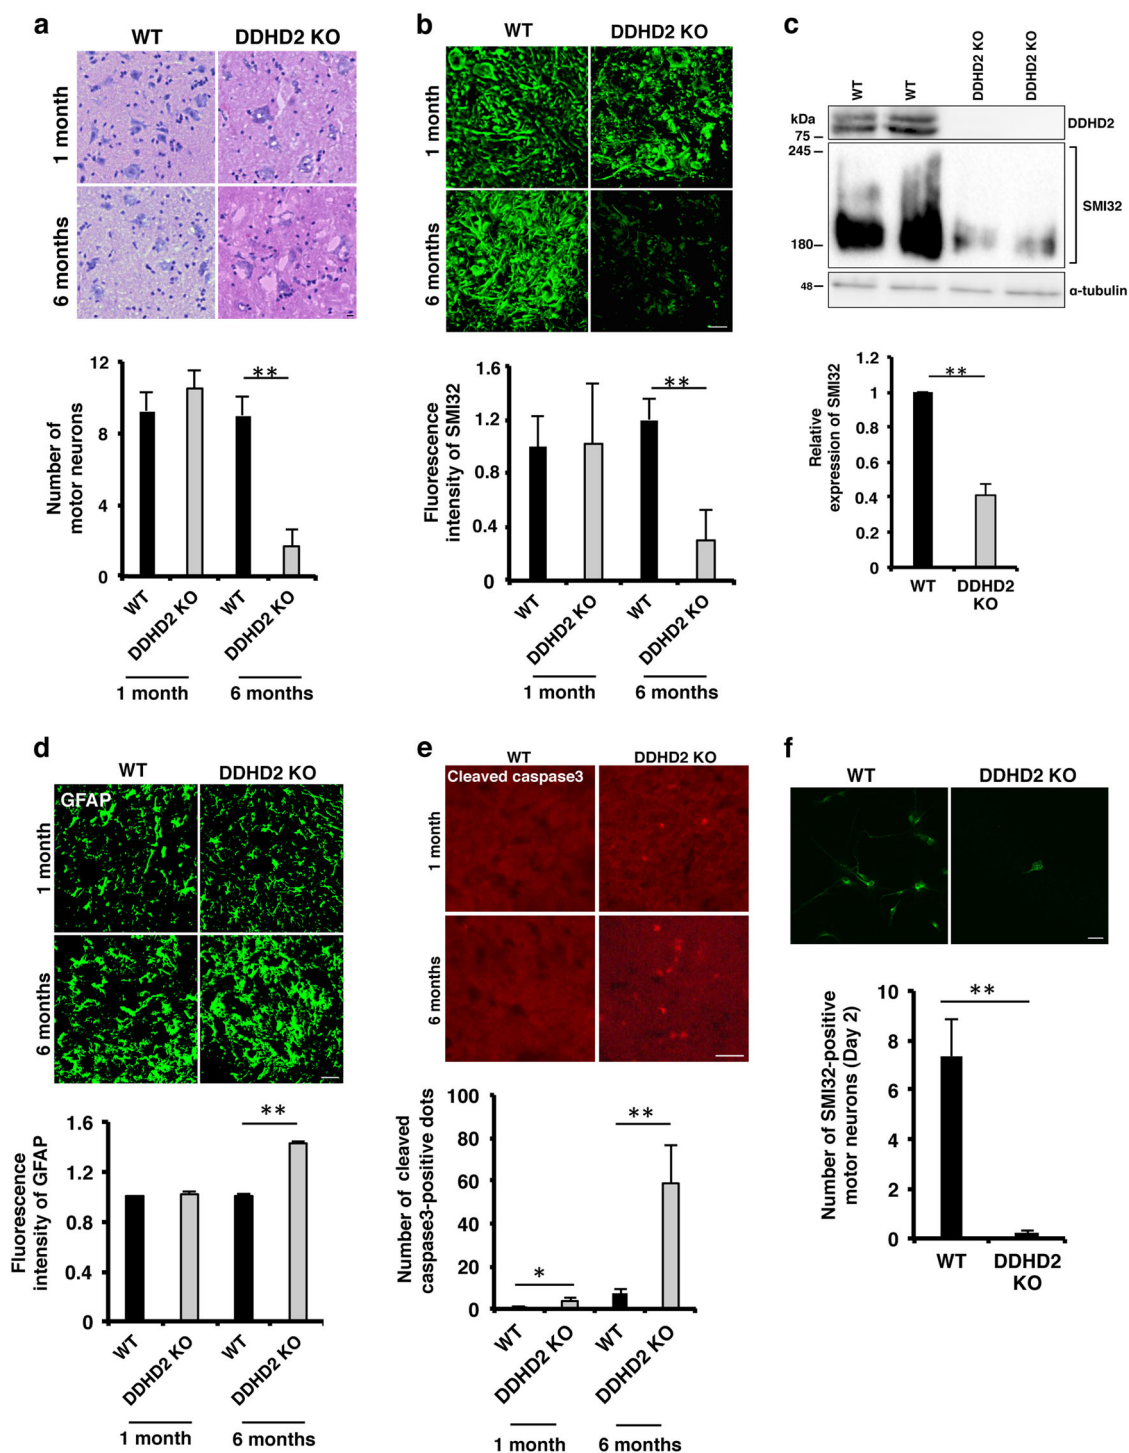 a
WT
DDHD2 KO
1 month
6 months
12
8
4
0
Number of
motor neurons
**
WT
DDHD2 KO
WT
DDHD2 KO
1 month
6 months
b
WT
DDHD2 KO
1 month
6 months
1.6
1.2
0.8
0.4
0
Fluorescence
intensity of SMI32
**
WT
DDHD2 KO
WT
DDHD2 KO
1 month
6 months
c
WT
WT
DDHD2 KO
DDHD2 KO
kDa
75
245
180
48
DDHD2
SMI32
α-tubulin
1.2
1
0.8
0.6
0.4
0.2
0
Relative
expression of SMI32
**
WT
DDHD2
KO
d
WT
DDHD2 KO
GFAP
1 month
6 months
1.6
1.2
0.8
0.4
0
Fluorescence
intensity of GFAP
**
WT
DDHD2 KO
WT
DDHD2 KO
1 month
6 months
e
WT
DDHD2 KO
Cleaved caspase3
1 month
6 months
100
80
60
40
20
0
Number of cleaved
caspase3-positive dots
*
**
WT
DDHD2 KO
WT
DDHD2 KO
1 month
6 months
f
WT
DDHD2 KO
10
8
6
4
2
0
Number of SMI32-positive
motor neurons (Day 2)
**
WT
DDHD2
KO